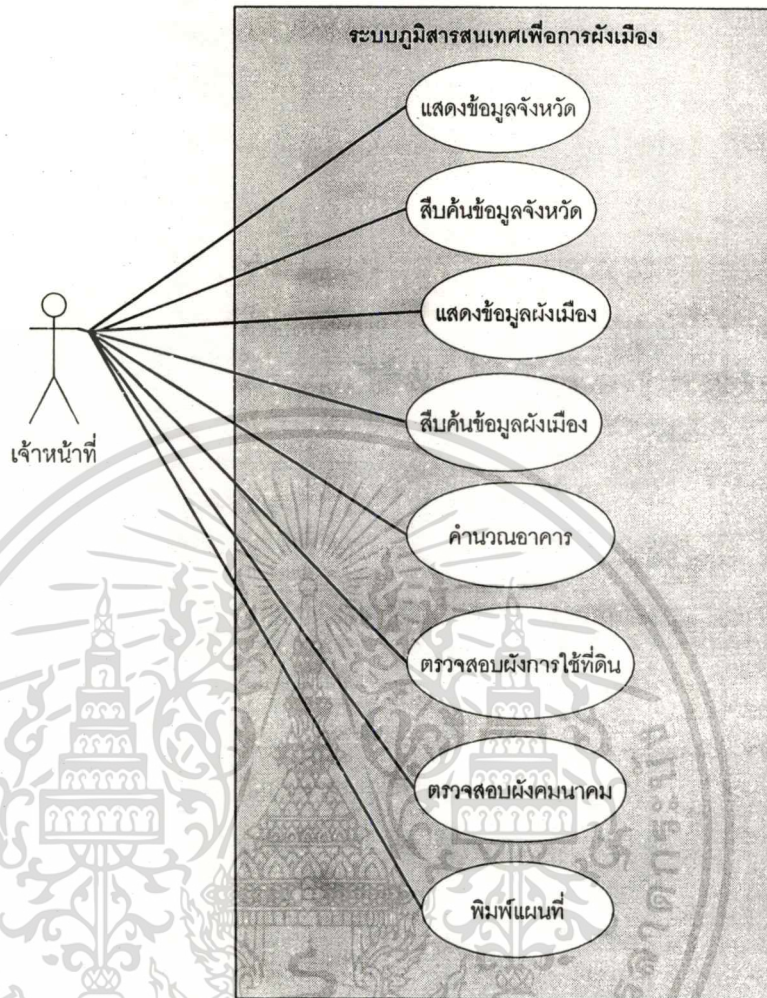 ระบบภูมิสารสนเทศเพื่อการผังเมือง
แสดงข้อมูลจังหวัด
สืบค้นข้อมูลจังหวัด
แสดงข้อมูลผังเมือง
สืบค้นข้อมูลผังเมือง
เจ้าหน้าที่
คำนวณอาคาร
ตรวจสอบผังการใช้ที่ดิน
ตรวจสอบผังคมนาคม
พิมพ์แผนที่